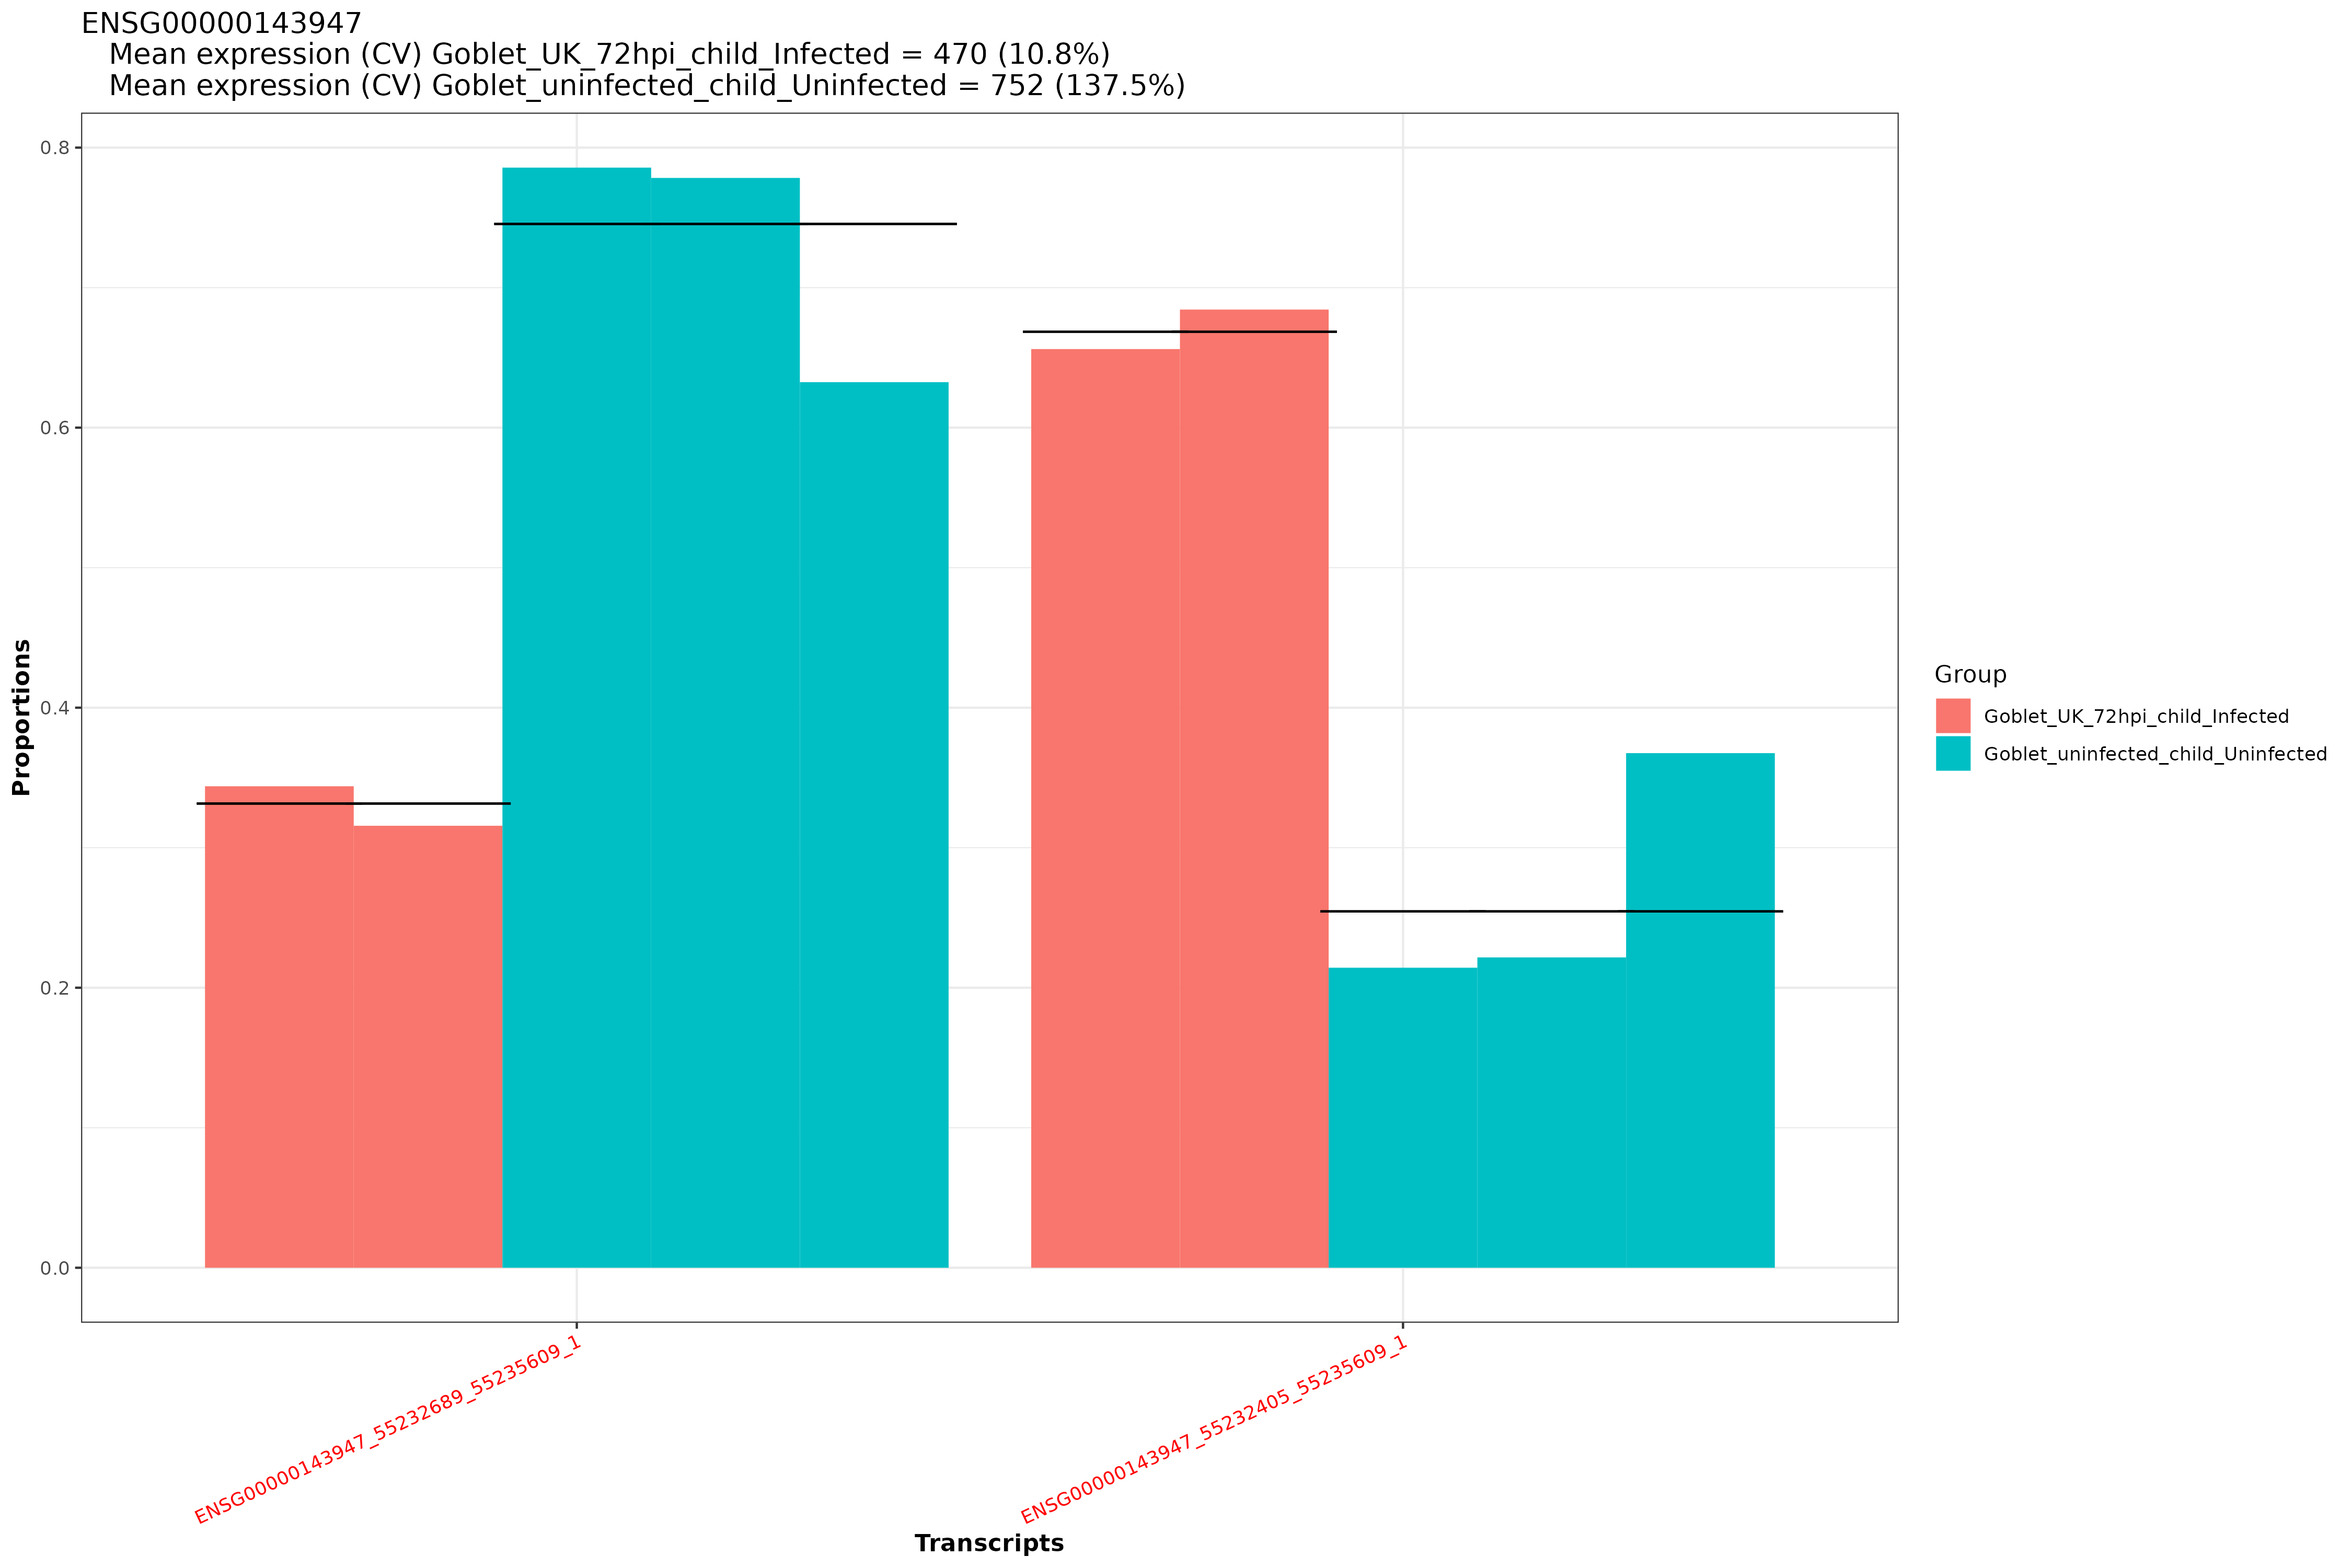 ENSG00000143947
Mean expression (CV) Goblet_UK_72hpi_child_Infected = 470 (10.8%)
Mean expression (CV) Goblet_uninfected_child_Uninfected = 752 (137.5%)
0.8
0.6
0.4
0.2
0.0
Proportions
ENSG00000143947_55232689_55235609_1
ENSG00000143947_55232405_55235609_1
Transcripts
Group
Goblet_UK_72hpi_child_Infected
Goblet_uninfected_child_Uninfected